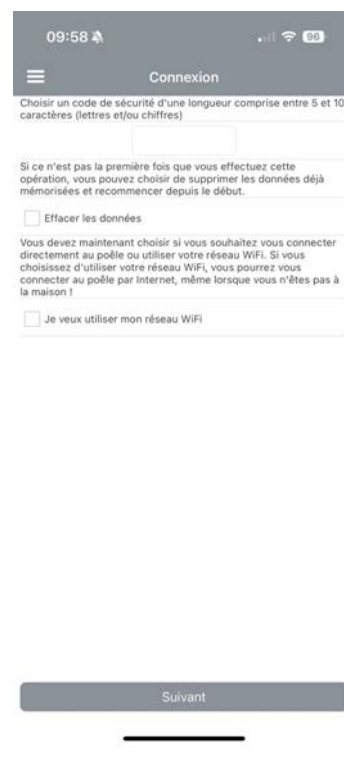 09:58
96
Connexion
Choisir un code de sécurité d'une longueur comprise entre 5 et 10
caractères (lettres et/ou chiffres)
Si ce n'est pas la première fois que vous effectuez cette
opération, vous pouvez choisir de supprimer les données déjà
mémorisées et recommencer depuis le début.
Effacer les données
Vous devez maintenant choisir si vous souhaitez vous connecter
directement au poêle ou utiliser votre réseau WiFi. Si vous
choisissez d'utiliser votre réseau WiFi, vous pourrez vous
connecter au poêle par Internet, même lorsque vous n'êtes pas à
la maison !
Je veux utiliser mon réseau WiFi
Suivant